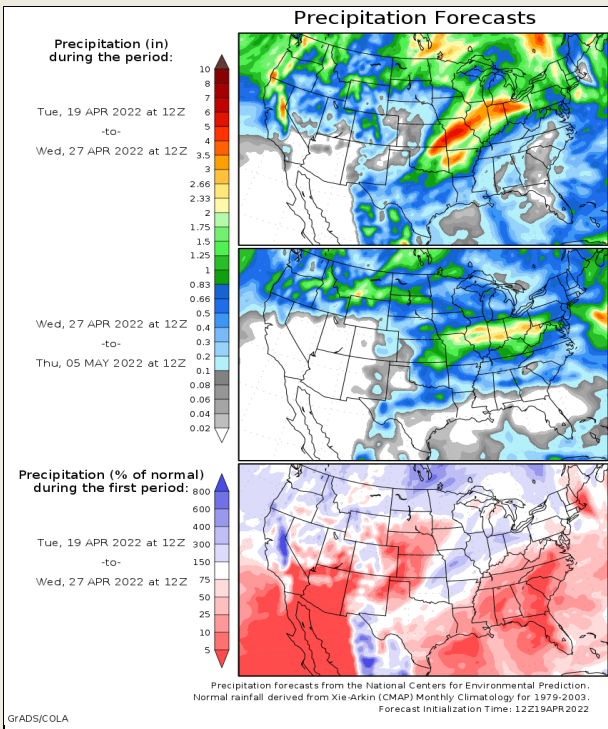 Precipitation Forecasts
Precipitation (in)
during the period:
Tue, 19 APR 2022 at 12Z
-to-
Wed, 27 APR 2022 at 12Z
10
8
7
6
5
4
3.5
3
2.66
2.33
2
1.75
1.5
1.25
1
0.83
0.66
0.5
0.4
0.3
0.2
0.1
0.08
0.06
0.04
0.02
Wed, 27 APR 2022 at 12Z
-to-
Thu, 05 MAY 2022 at 12Z
Precipitation (% of normal)
during the first period:
Tue, 19 APR 2022 at 12Z
-to-
Wed, 27 APR 2022 at 12Z
800
600
400
300
150
75
50
25
10
5
Precipitation forecasts from the National Centers for Environmental Prediction.
Normal rainfall derived from Xie-Arkin (CMAP) Monthly Climatology for 1979-2003.
Forecast Initialization Time: 12Z19APR2022
GrADS/COLA